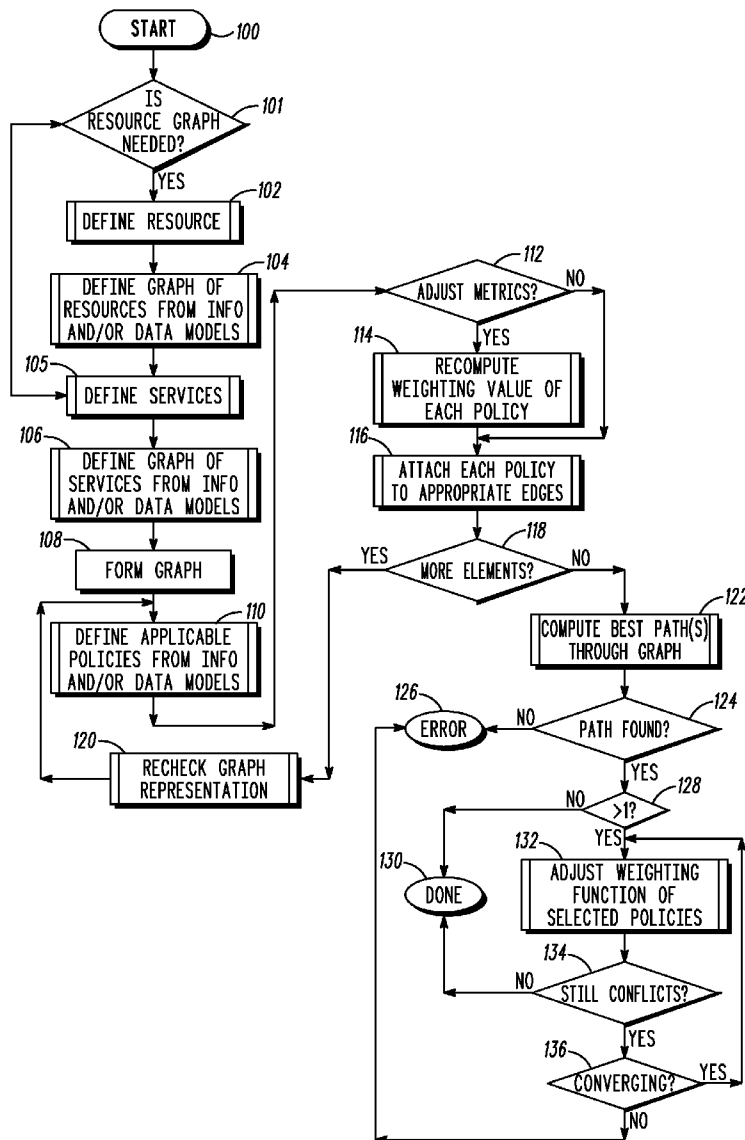 START
100
IS
RESOURCE GRAPH
NEEDED?
101
YES
102
DEFINE RESOURCE
104
DEFINE GRAPH OF
RESOURCES FROM INFO
AND/OR DATA MODELS
105
DEFINE SERVICES
106
DEFINE GRAPH OF
SERVICES FROM INFO
AND/OR DATA MODELS
108
FORM GRAPH
110
DEFINE APPLICABLE
POLICIES FROM INFO
AND/OR DATA MODELS
120
RECHECK GRAPH
REPRESENTATION
112
ADJUST METRICS?
NO
YES
114
RECOMPUTE
WEIGHTING VALUE OF
EACH POLICY
116
ATTACH EACH POLICY
TO APPROPRIATE EDGES
118
YES
MORE ELEMENTS?
NO
122
COMPUTE BEST PATH(S)
THROUGH GRAPH
124
126
ERROR
NO
PATH FOUND?
YES
128
NO
>1?
YES
130
DONE
132
ADJUST WEIGHTING
FUNCTION OF
SELECTED POLICIES
134
NO
STILL CONFLICTS?
YES
136
CONVERGING?
YES
NO